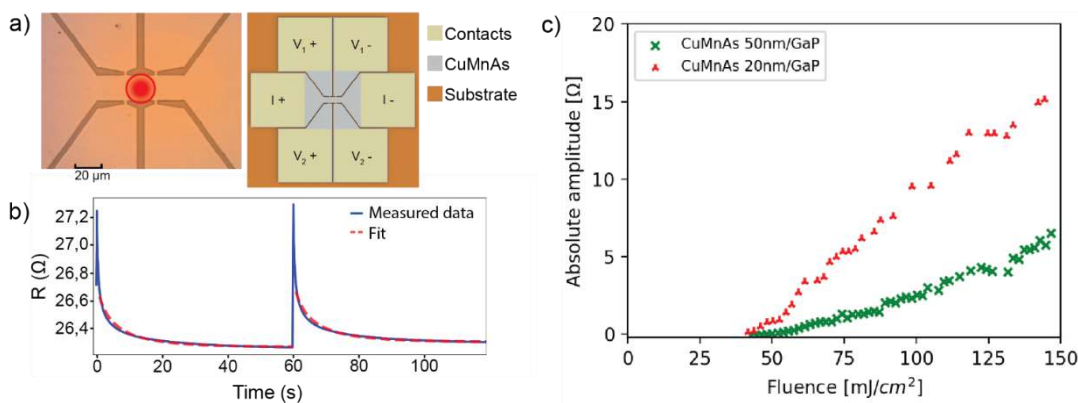 a)
20 µm
V1 +
V1 -
I +
I -
V2 +
V2 -
Contacts
CuMnAs
Substrate
b)
Measured data
Fit
R (Ω)
27,2
27,0
26,8
26,6
26,4
0
20
40
60
80
100
Time (s)
c)
CuMnAs 50nm/GaP
CuMnAs 20nm/GaP
Absolute amplitude [Ω]
20
15
10
5
0
0
25
50
75
100
125
150
Fluence [mJ/cm²]